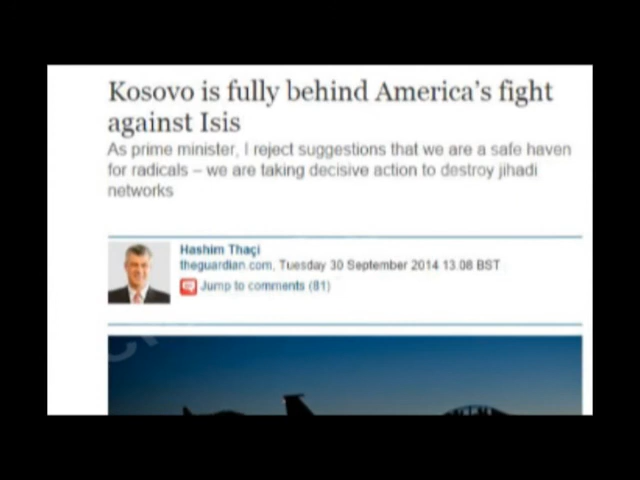 Kosovo is fully behind America's fight
against Isis
As prime minister, I reject suggestions that we are a safe haven
for radicals – we are taking decisive action to destroy jihadi
networks
Hashim Thaçi
theguardian.com, Tuesday 30 September 2014 13.08 BST
Jump to comments (81)